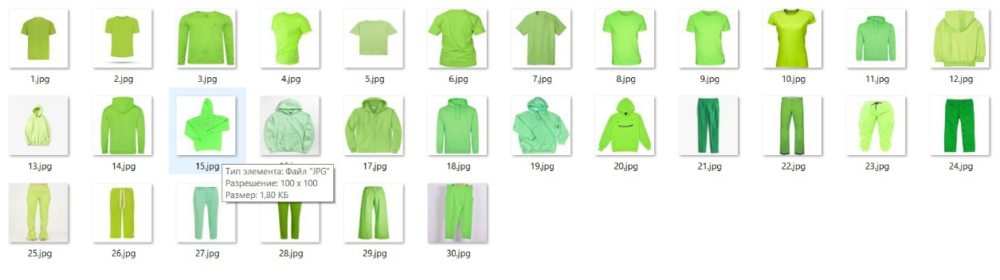 1.jpg
2.jpg
3.jpg
4.jpg
5.jpg
6.jpg
7.jpg
8.jpg
9.jpg
10.jpg
11.jpg
12.jpg
13.jpg
14.jpg
15.jpg
16.jpg
17.jpg
18.jpg
19.jpg
20.jpg
21.jpg
22.jpg
23.jpg
24.jpg
Тип элемента: Файл "JPG"
Разрешение: 100 x 100
Размер: 1,80 КБ
25.jpg
26.jpg
27.jpg
28.jpg
29.jpg
30.jpg